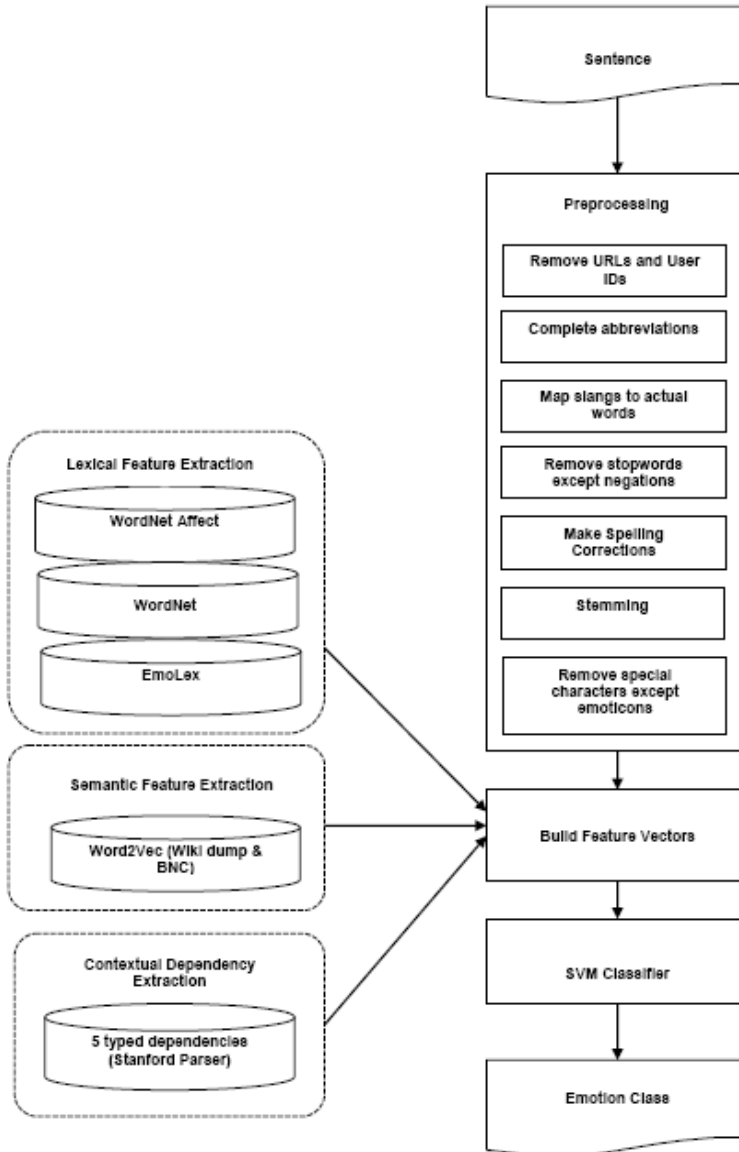 Sentence
Preprocessing
Remove URLs and User
IDs
Complete abbreviations
Map slangs to actual
words
Remove stopwords
except negations
Make Spelling
Corrections
Stemming
Remove special
characters except
emoticons
Lexical Feature Extraction
WordNet Affect
WordNet
EmoLex
Semantic Feature Extraction
Word2Vec (Wiki dump &
BNC)
Contextual Dependency
Extraction
5 typed dependencies
(Stanford Parser)
Build Feature Vectors
SVM Classifier
Emotion Class